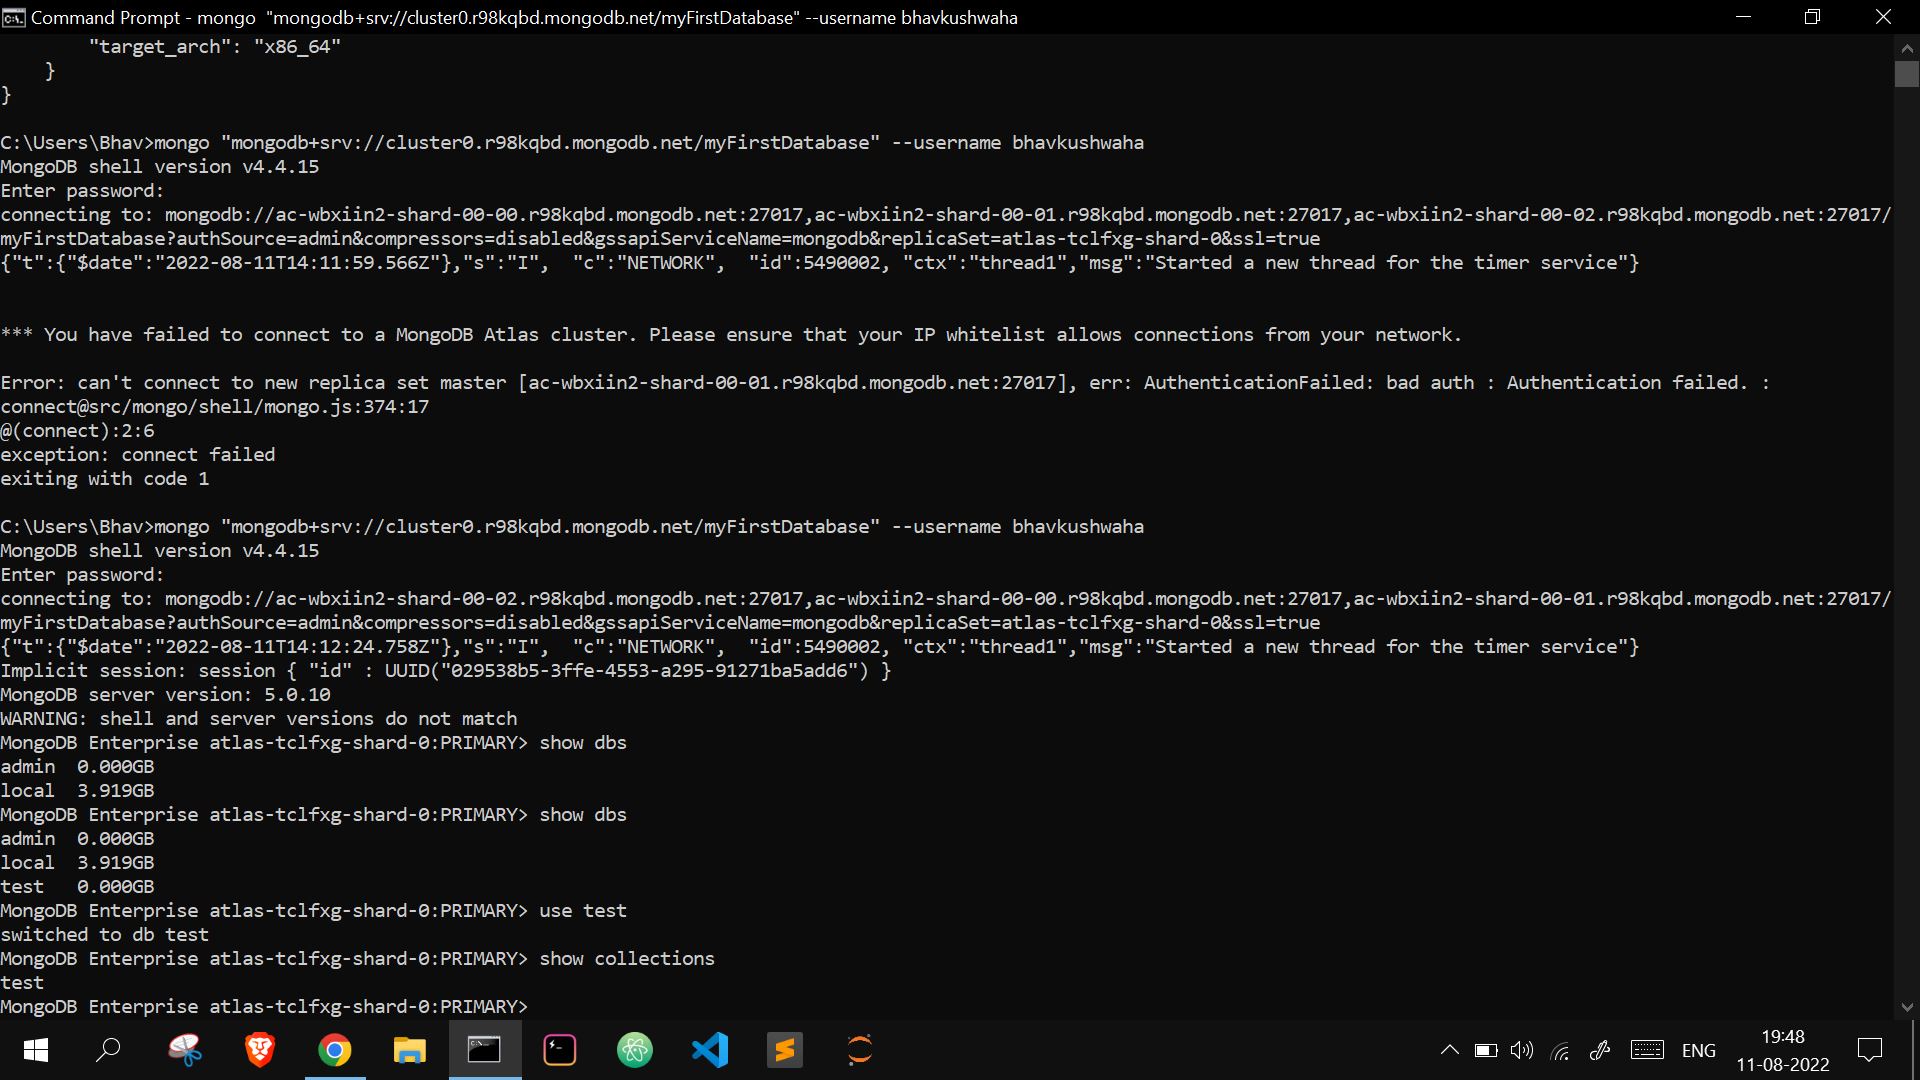 Command Prompt - mongo  "mongodb+srv://cluster0.r98kqbd.mongodb.net/myFirstDatabase" --username bhavkushwaha
        "target_arch": "x86_64"
    }
}
C:\Users\Bhav>mongo "mongodb+srv://cluster0.r98kqbd.mongodb.net/myFirstDatabase" --username bhavkushwaha
MongoDB shell version v4.4.15
Enter password:
connecting to: mongodb://ac-wbxiin2-shard-00-00.r98kqbd.mongodb.net:27017,ac-wbxiin2-shard-00-01.r98kqbd.mongodb.net:27017,ac-wbxiin2-shard-00-02.r98kqbd.mongodb.net:27017/
myFirstDatabase?authSource=admin&compressors=disabled&gssapiServiceName=mongodb&replicaSet=atlas-tclfxg-shard-0&ssl=true
{"t":{"$date":"2022-08-11T14:11:59.566Z"},"s":"I",  "c":"NETWORK",  "id":5490002, "ctx":"thread1","msg":"Started a new thread for the timer service"}
*** You have failed to connect to a MongoDB Atlas cluster. Please ensure that your IP whitelist allows connections from your network.
Error: can't connect to new replica set master [ac-wbxiin2-shard-00-01.r98kqbd.mongodb.net:27017], err: AuthenticationFailed: bad auth : Authentication failed. :
connect@src/mongo/shell/mongo.js:374:17
@(connect):2:6
exception: connect failed
exiting with code 1
C:\Users\Bhav>mongo "mongodb+srv://cluster0.r98kqbd.mongodb.net/myFirstDatabase" --username bhavkushwaha
MongoDB shell version v4.4.15
Enter password:
connecting to: mongodb://ac-wbxiin2-shard-00-02.r98kqbd.mongodb.net:27017,ac-wbxiin2-shard-00-00.r98kqbd.mongodb.net:27017,ac-wbxiin2-shard-00-01.r98kqbd.mongodb.net:27017/
myFirstDatabase?authSource=admin&compressors=disabled&gssapiServiceName=mongodb&replicaSet=atlas-tclfxg-shard-0&ssl=true
{"t":{"$date":"2022-08-11T14:12:24.758Z"},"s":"I",  "c":"NETWORK",  "id":5490002, "ctx":"thread1","msg":"Started a new thread for the timer service"}
Implicit session: session { "id" : UUID("029538b5-3ffe-4553-a295-91271ba5add6") }
MongoDB server version: 5.0.10
WARNING: shell and server versions do not match
MongoDB Enterprise atlas-tclfxg-shard-0:PRIMARY> show dbs
admin  0.000GB
local  3.919GB
MongoDB Enterprise atlas-tclfxg-shard-0:PRIMARY> show dbs
admin  0.000GB
local  3.919GB
test   0.000GB
MongoDB Enterprise atlas-tclfxg-shard-0:PRIMARY> use test
switched to db test
MongoDB Enterprise atlas-tclfxg-shard-0:PRIMARY> show collections
test
MongoDB Enterprise atlas-tclfxg-shard-0:PRIMARY>
ENG
19:48
11-08-2022